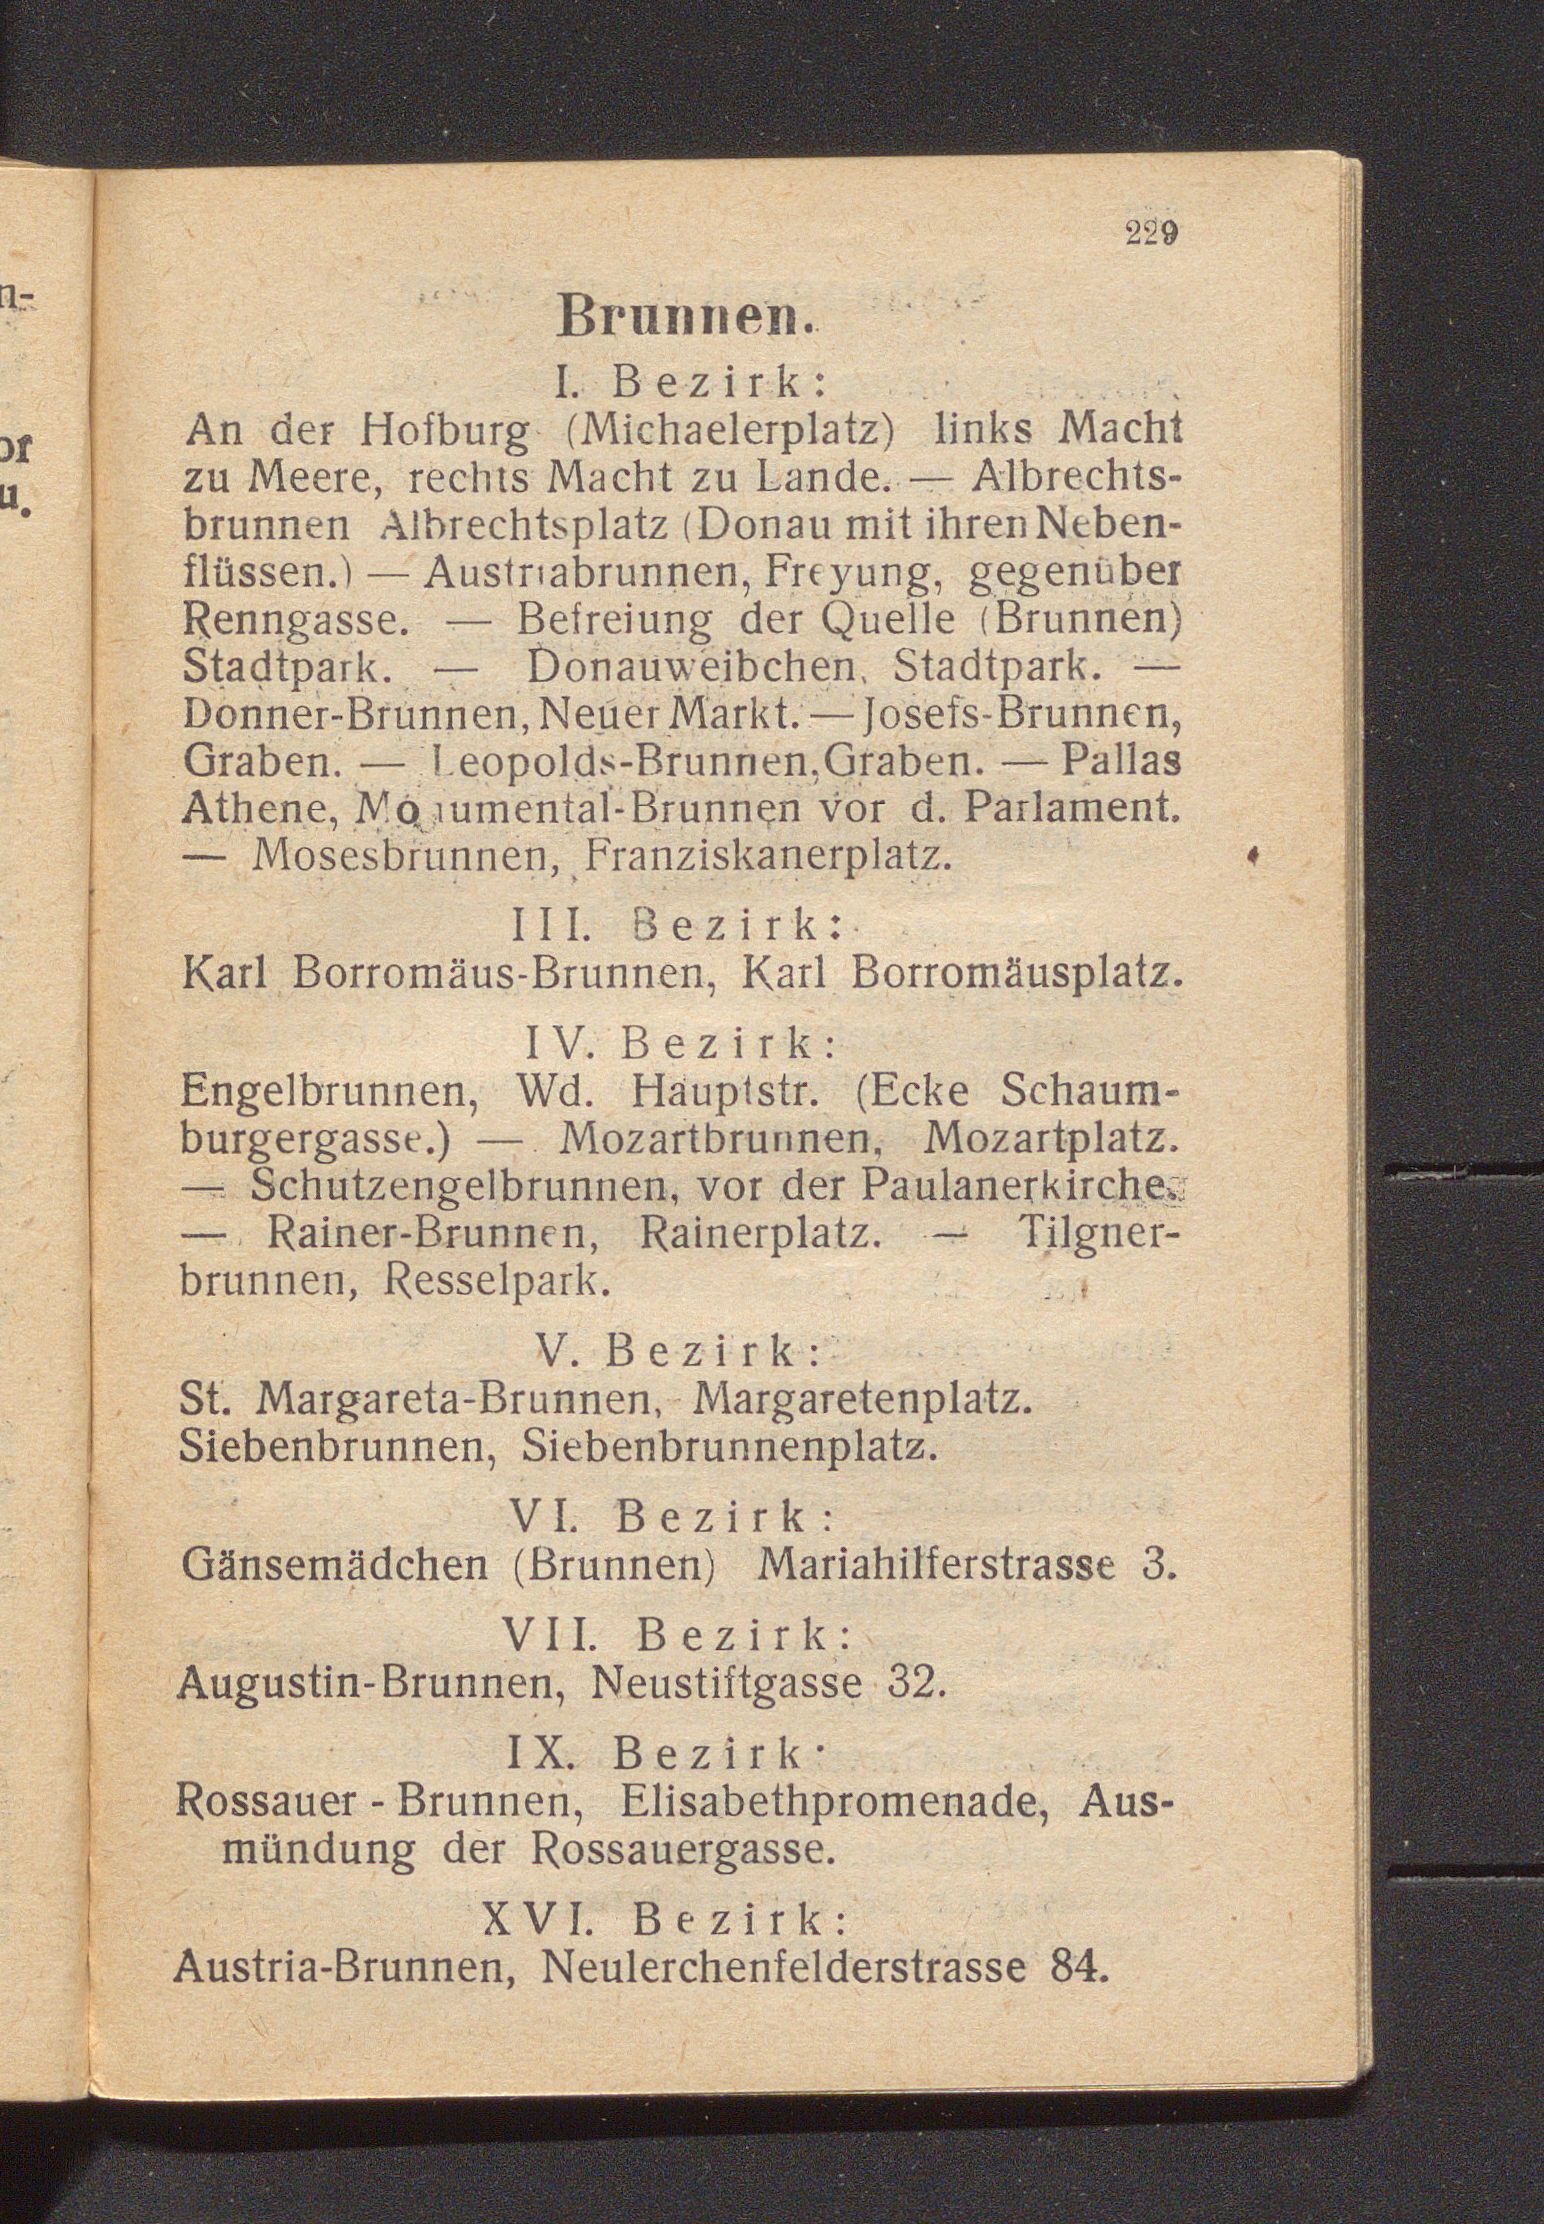 n-
or
u.
229
Brunnen.
I. Bezirk:
An der Hofburg (Michaelerplatz) links Macht
zu Meere, rechts Macht zu Lande. — Albrechts-
brunnen Albrechtsplatz (Donau mit ihren Neben-
flüssen.) — Austriabrunnen, Freyung, gegenüber
Renngasse. — Befreiung der Quelle (Brunnen)
Stadtpark. — Donauweibchen, Stadtpark. —
Donner-Brunnen, Neuer Markt. — Josefs-Brunnen,
Graben. — Leopolds-Brunnen, Graben. — Pallas
Athene, Monumental-Brunnen vor d. Parlament.
— Mosesbrunnen, Franziskanerplatz.
III. Bezirk:
Karl Borromäus-Brunnen, Karl Borromäusplatz.
IV. Bezirk:
Engelbrunnen, Wd. Hauptstr. (Ecke Schaum-
burgergasse.) — Mozartbrunnen, Mozartplatz.
— Schutzengelbrunnen, vor der Paulanerkirche.
— Rainer-Brunnen, Rainerplatz. — Tilgner-
brunnen, Resselpark.
V. Bezirk:
St. Margareta-Brunnen, Margaretenplatz.
Siebenbrunnen, Siebenbrunnenplatz.
VI. Bezirk:
Gänsemädchen (Brunnen) Mariahilferstrasse 3.
VII. Bezirk:
Augustin-Brunnen, Neustiftgasse 32.
IX. Bezirk:
Rossauer - Brunnen, Elisabethpromenade, Aus-
mündung der Rossauergasse.
XVI. Bezirk:
Austria-Brunnen, Neulerchenfelderstrasse 84.